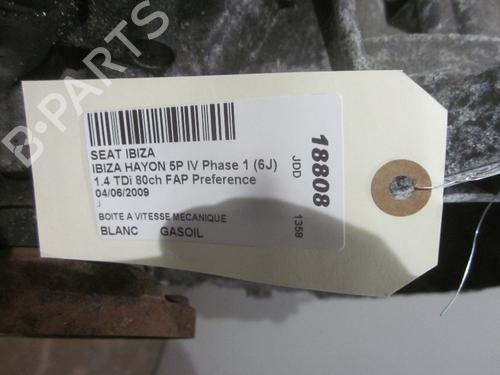 SEAT IBIZA
IBIZA HAYON 5P IV Phase 1 (6J)
1.4 TDi 80ch FAP Preference
04/06/2009
J
BOITE A VITESSE MECANIQUE
BLANC GASOIL
18808
JDD
1358
B-PARTS